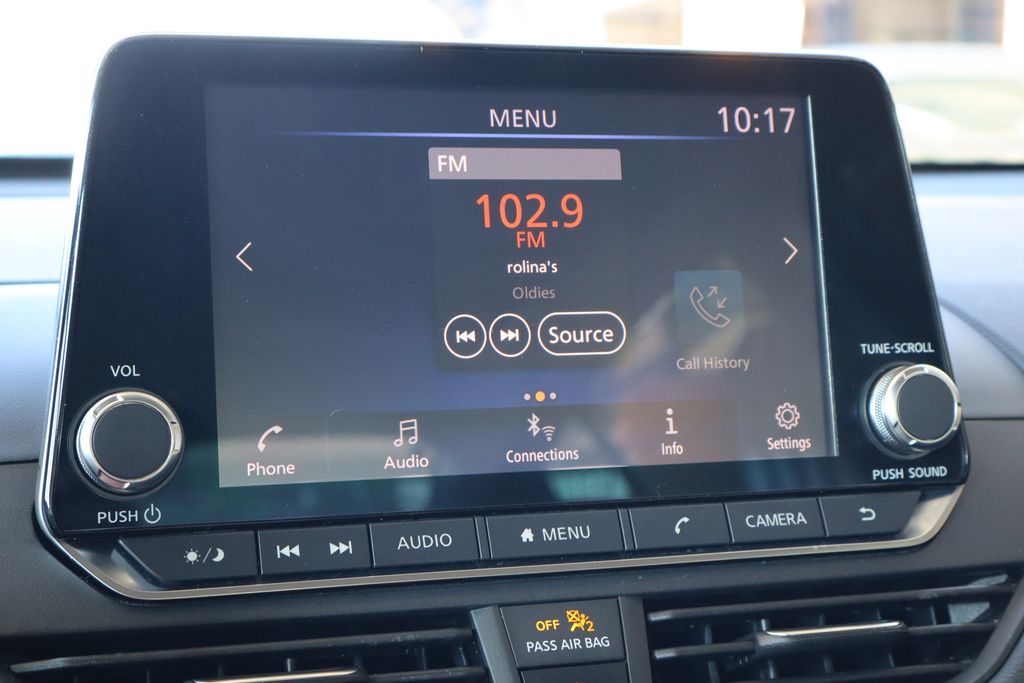 MENU
10:17
FM
102.9
FM
rolina's
Oldies
Source
Call History
Phone
Audio
Connections
Info
Settings
VOL
PUSH
TUNE·SCROLL
PUSH SOUND
AUDIO
MENU
CAMERA
OFF 2
PASS AIR BAG